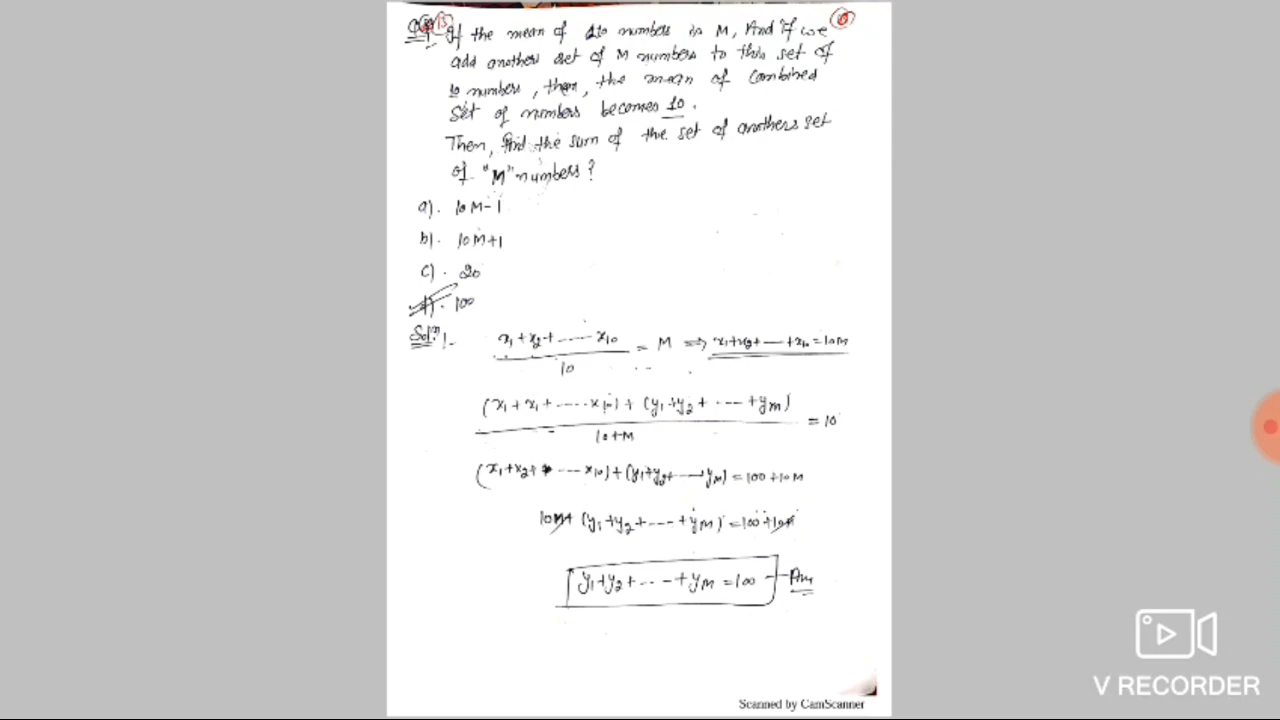 If the mean of 10 numbers is M, And if we
add another set of M numbers to this set of
10 numbers, then, the mean of combined
set of numbers becomes 10.
Then, find the sum of the set of another set
of "M" numbers?
a). 10M-1
b). 10M+1
c). 20
d). 100
Solⁿ:-
x₁+x₂+.....x₁₀ / 10 = M ⇒ x₁+x₂+---+x₁₀=10M
(x₁+x₁+.....x₁₀)+(y₁+y₂+....+yₘ) / 10+M = 10
(x₁+x₂+....x₁₀)+(y₁+y₂+---yₘ)=100+10M
10M+(y₁+y₂+....+yₘ)=100+10M
y₁+y₂+...-+yₘ=100 Ans
V RECORDER
Scanned by CamScanner